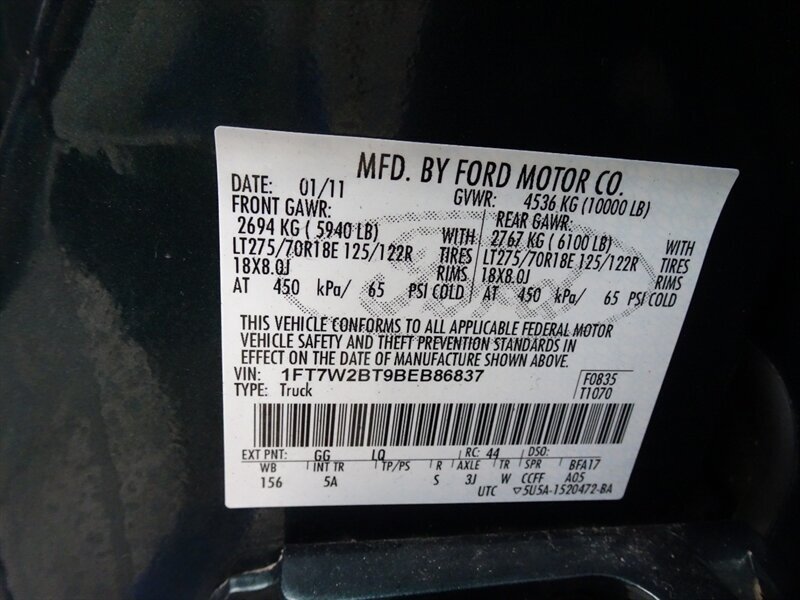 MFD. BY FORD MOTOR CO.
DATE: 01/11 GVWR: 4536 KG (10000 LB)
FRONT GAWR: REAR GAWR:
2694 KG ( 5940 LB) WITH 2767 KG ( 6100 LB) WITH
LT275/70R18E 125/122R TIRES LT275/70R18E 125/122R TIRES
18X8.0J RIMS 18X8.0J RIMS
AT 450 kPa/ 65 PSI COLD AT 450 kPa/ 65 PSI COLD
THIS VEHICLE CONFORMS TO ALL APPLICABLE FEDERAL MOTOR
VEHICLE SAFETY AND THEFT PREVENTION STANDARDS IN
EFFECT ON THE DATE OF MANUFACTURE SHOWN ABOVE.
VIN: 1FT7W2BT9BEB86837 F0835
TYPE: Truck T1070
EXT PNT: GG LQ RC: 44 DSO:
WB INT TR TP/PS R AXLE TR SPR BFA17
156 5A S 3J W CCFF A05
UTC ▽5U5A-1520472-BA